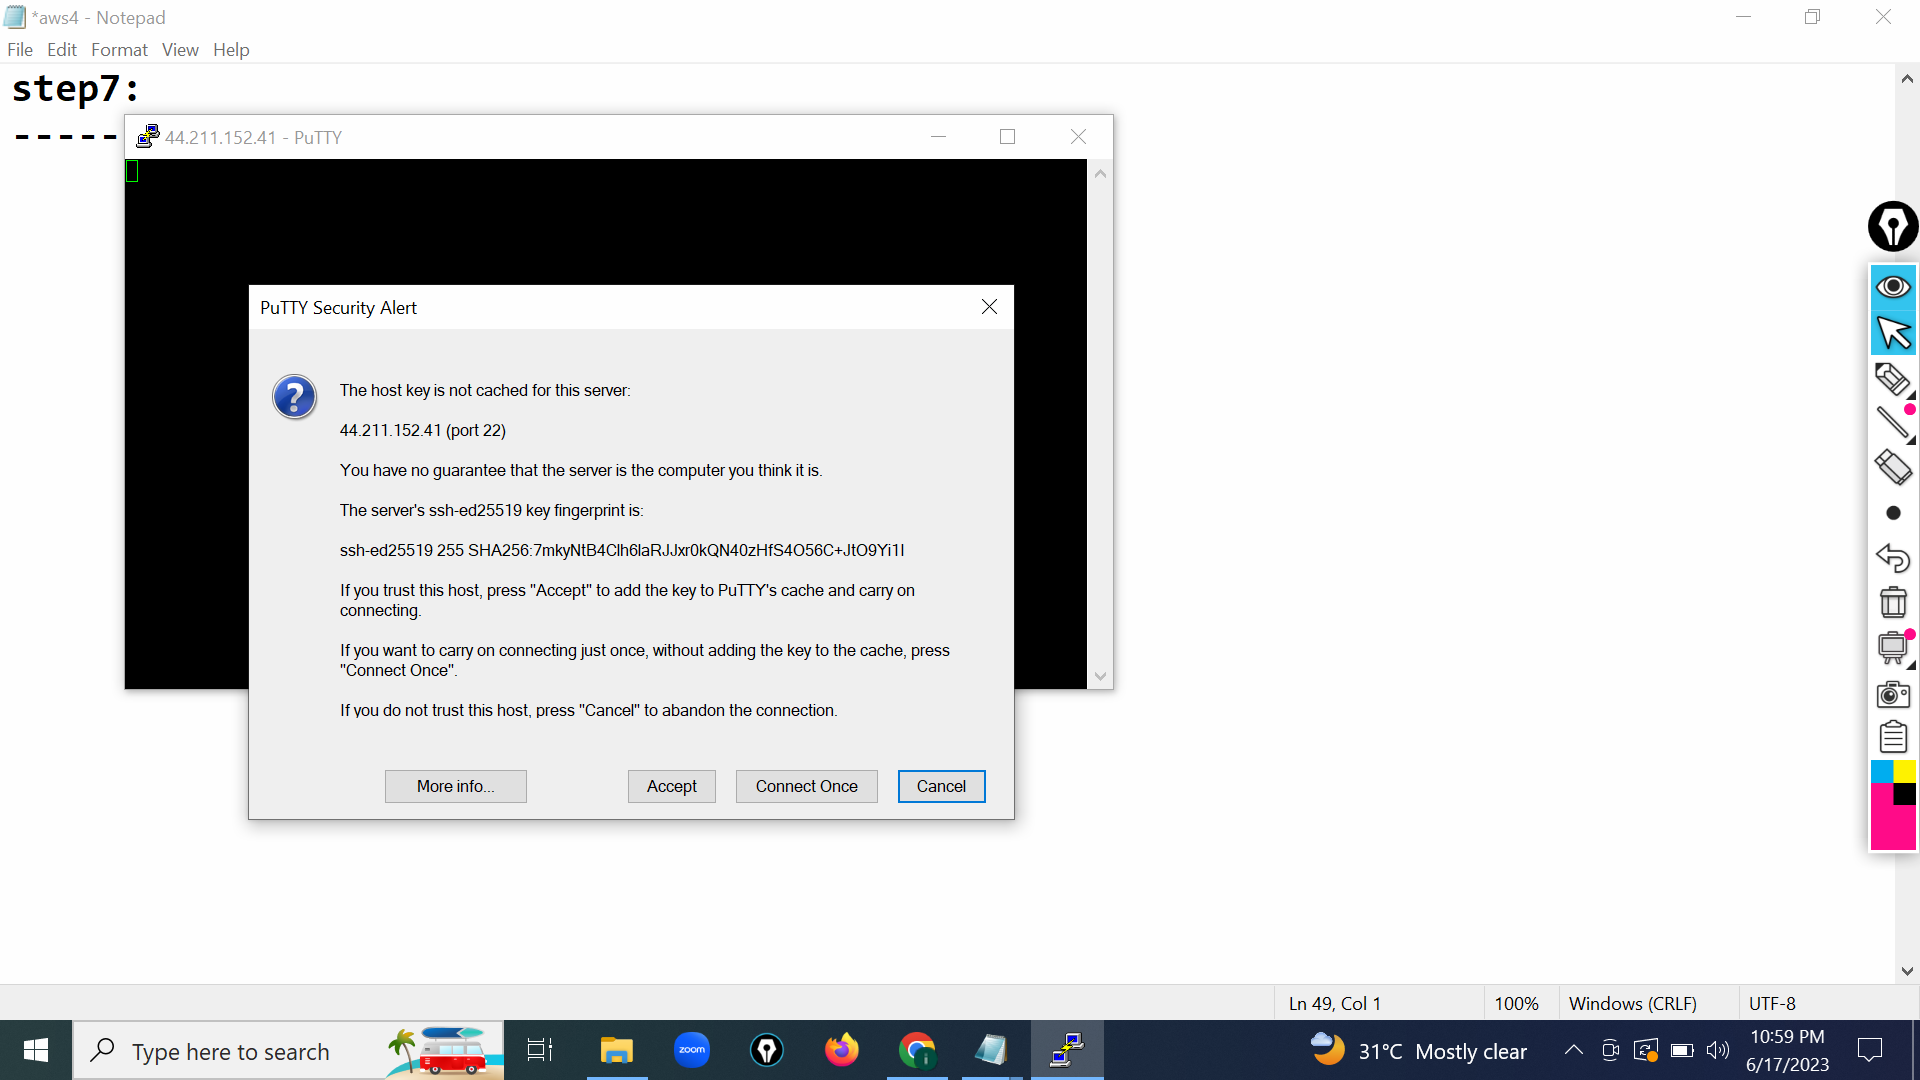 *aws4 - Notepad
File Edit Format View Help
step7:
-----
44.211.152.41 - PuTTY
PuTTY Security Alert
The host key is not cached for this server:
44.211.152.41 (port 22)
You have no guarantee that the server is the computer you think it is.
The server's ssh-ed25519 key fingerprint is:
ssh-ed25519 255 SHA256:7mkyNtB4Clh6laRJJxr0kQN40zHfS4O56C+JtO9Yi1I
If you trust this host, press "Accept" to add the key to PuTTY's cache and carry on
connecting.
If you want to carry on connecting just once, without adding the key to the cache, press
"Connect Once".
If you do not trust this host, press "Cancel" to abandon the connection.
More info... Accept Connect Once Cancel
Ln 49, Col 1 100% Windows (CRLF) UTF-8
Type here to search
zoom
31°C Mostly clear
10:59 PM
6/17/2023